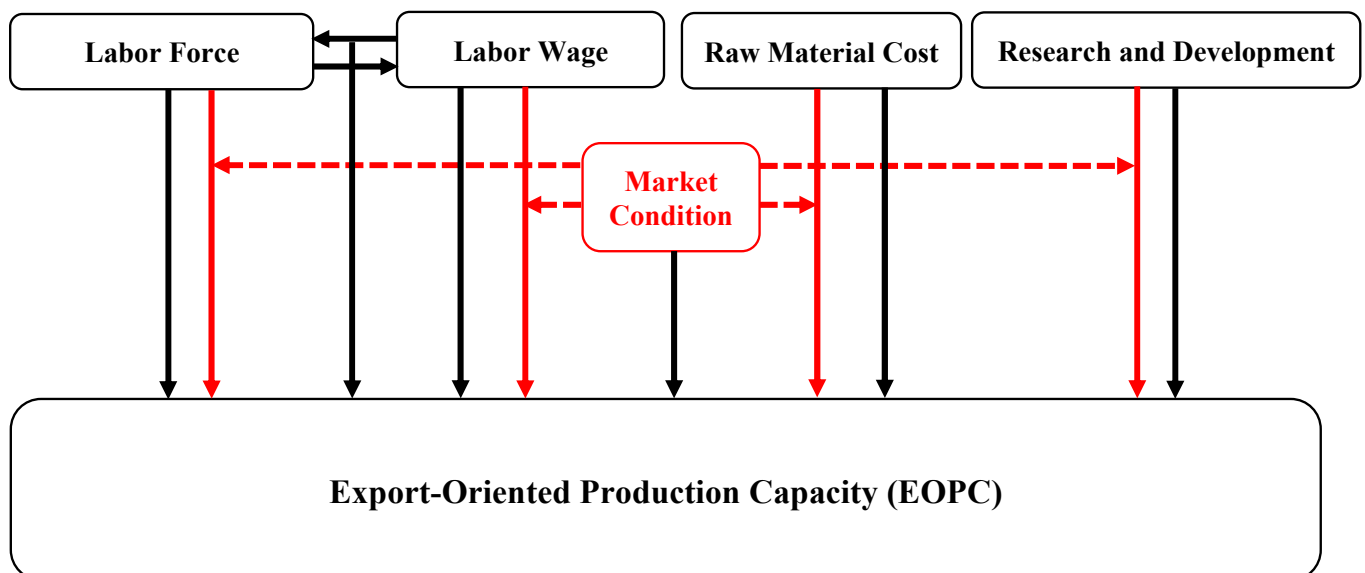 Labor Force
Labor Wage
Raw Material Cost
Research and Development
Market
Condition
Export-Oriented Production Capacity (EOPC)